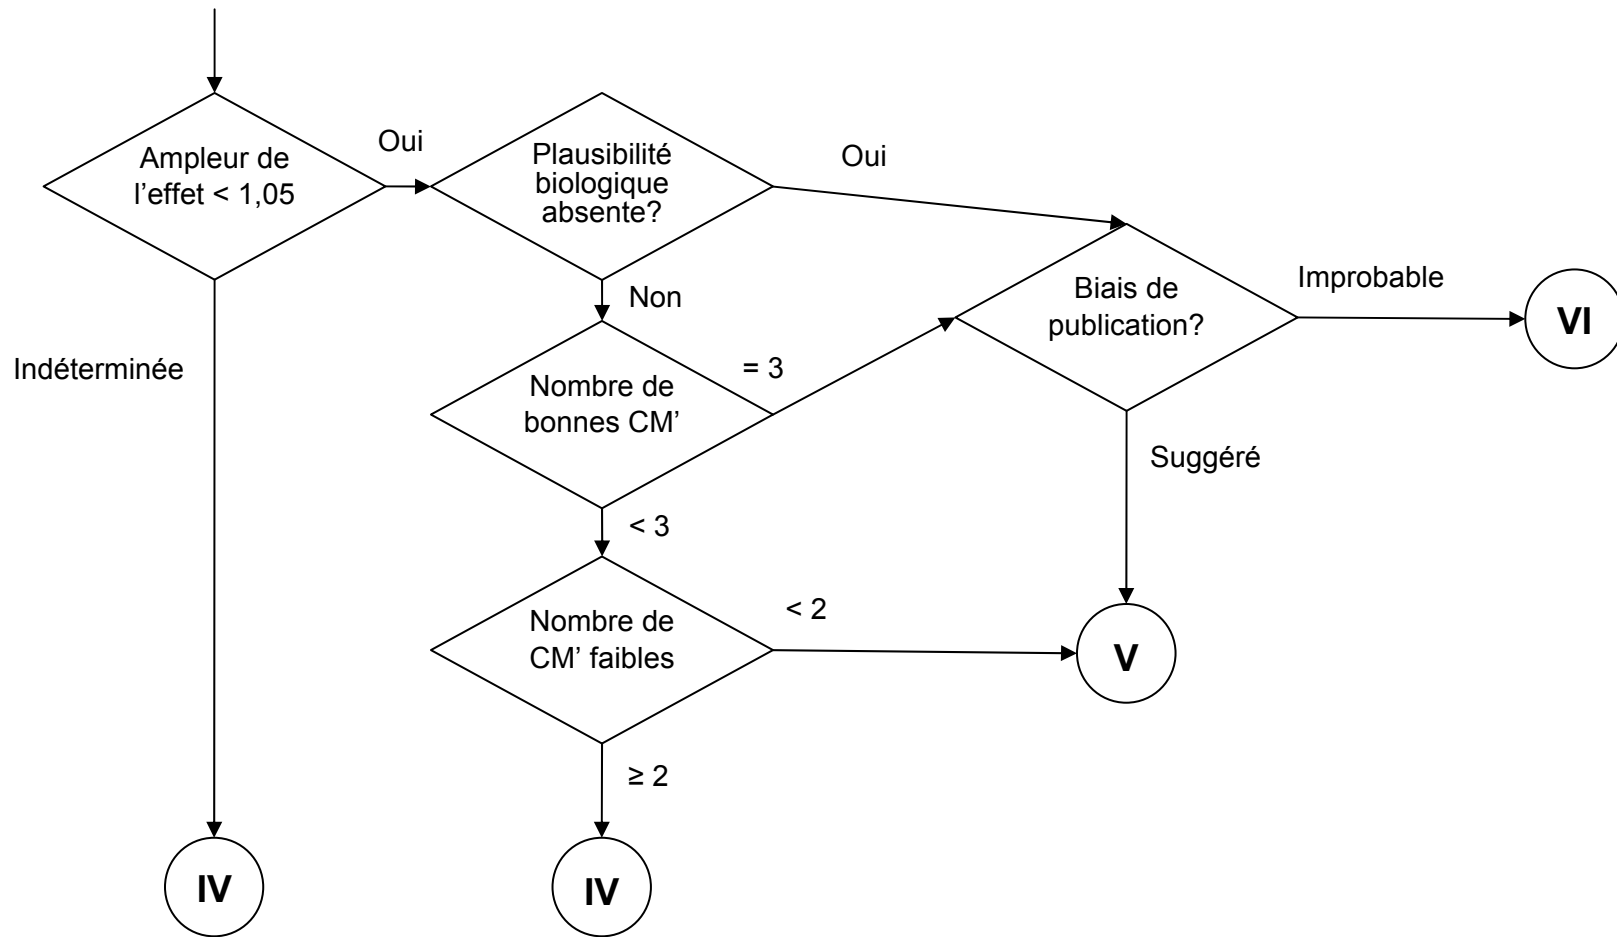 Ampleur de
l’effet < 1,05
Oui
Plausibilité
biologique
absente?
Oui
Non
Biais de
publication?
Improbable
VI
Indéterminée
Nombre de
bonnes CM’
= 3
Suggéré
< 3
Nombre de
CM’ faibles
< 2
V
≥ 2
IV
IV